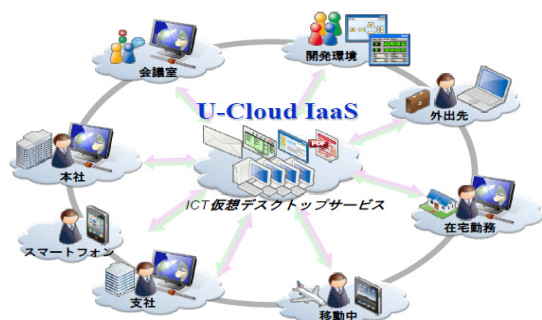 会議室
開発環境
U-Cloud IaaS
外出先
PDF
本社
ICT仮想デスクトップサービス
在宅勤務
スマートフォン
支社
移動中